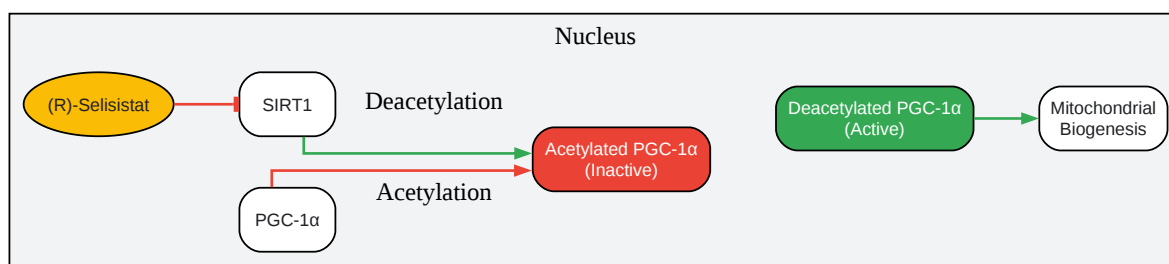 Nucleus
(R)-Selisistat
SIRT1
Deacetylation
Deacetylated PGC-1α
(Active)
Mitochondrial
Biogenesis
Acetylated PGC-1α
(Inactive)
Acetylation
PGC-1α